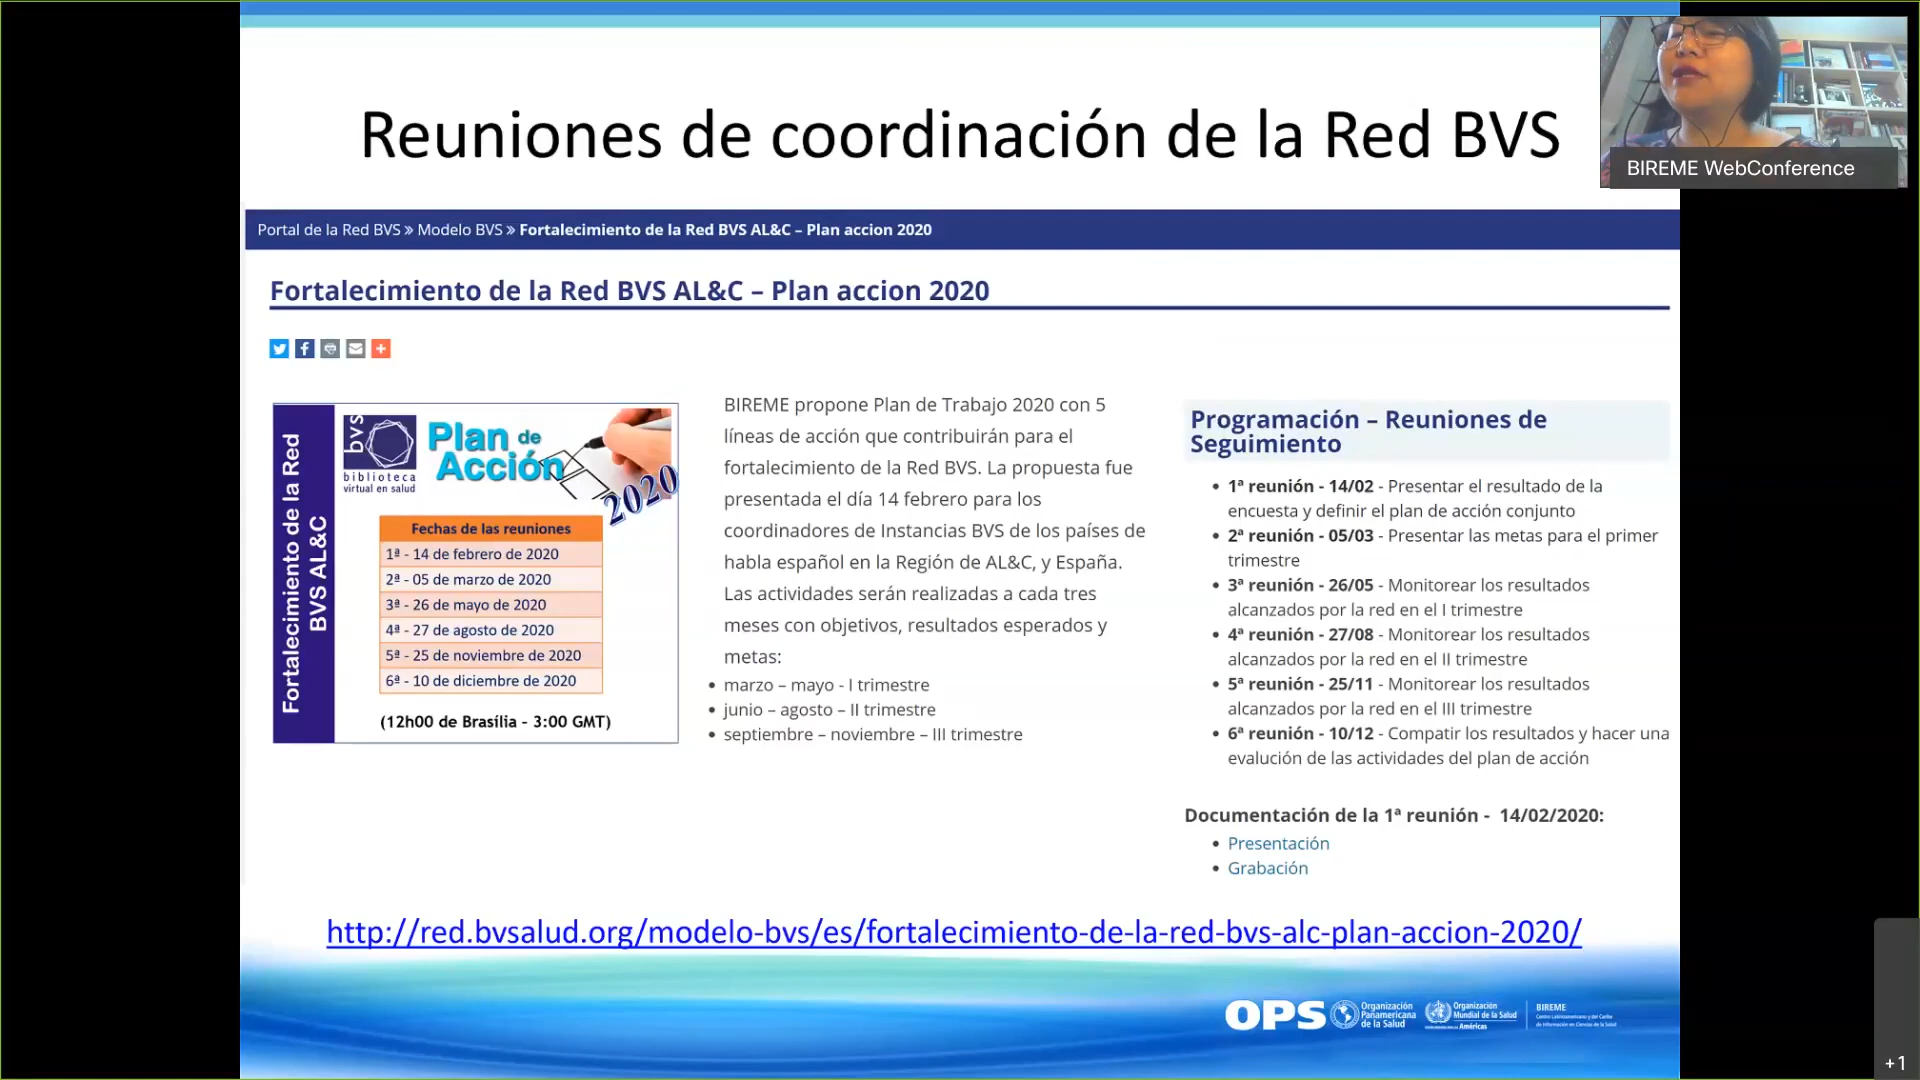 Reuniones de coordinación de la Red BVS
BIREME WebConference
Portal de la Red BVS » Modelo BVS » Fortalecimiento de la Red BVS AL&C – Plan accion 2020
Fortalecimiento de la Red BVS AL&C – Plan accion 2020
Fortalecimiento de la Red
BVS AL&C
bvs
biblioteca
virtual en salud
Plan de
Acción
2020
Fechas de las reuniones
1ª - 14 de febrero de 2020
2ª - 05 de marzo de 2020
3ª - 26 de mayo de 2020
4ª - 27 de agosto de 2020
5ª - 25 de noviembre de 2020
6ª - 10 de diciembre de 2020
(12h00 de Brasília - 3:00 GMT)
BIREME propone Plan de Trabajo 2020 con 5
líneas de acción que contribuirán para el
fortalecimiento de la Red BVS. La propuesta fue
presentada el día 14 febrero para los
coordinadores de Instancias BVS de los países de
habla español en la Región de AL&C, y España.
Las actividades serán realizadas a cada tres
meses con objetivos, resultados esperados y
metas:
• marzo – mayo - I trimestre
• junio – agosto – II trimestre
• septiembre – noviembre – III trimestre
Programación – Reuniones de
Seguimiento
• 1ª reunión - 14/02 - Presentar el resultado de la
encuesta y definir el plan de acción conjunto
• 2ª reunión - 05/03 - Presentar las metas para el primer
trimestre
• 3ª reunión - 26/05 - Monitorear los resultados
alcanzados por la red en el I trimestre
• 4ª reunión - 27/08 - Monitorear los resultados
alcanzados por la red en el II trimestre
• 5ª reunión - 25/11 - Monitorear los resultados
alcanzados por la red en el III trimestre
• 6ª reunión - 10/12 - Compatir los resultados y hacer una
evalución de las actividades del plan de acción
Documentación de la 1ª reunión - 14/02/2020:
• Presentación
• Grabación
http://red.bvsalud.org/modelo-bvs/es/fortalecimiento-de-la-red-bvs-alc-plan-accion-2020/
OPS
Organización
Panamericana
de la Salud
Organización
Mundial de la Salud
Américas
BIREME
Centro Latinoamericano y del Caribe
de Información en Ciencias de la Salud
+1